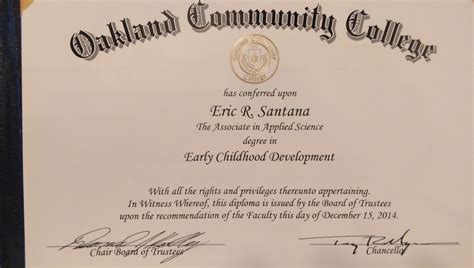 Oakland Community College
has conferred upon
Eric R. Santana
The Associate in Applied Science
degree in
Early Childhood Development
With all the rights and privileges thereunto appertaining.
In Witness Whereof, this diploma is issued by the Board of Trustees
upon the recommendation of the Faculty this day of December 15, 2014.
Chair Board of Trustees
Chancellor